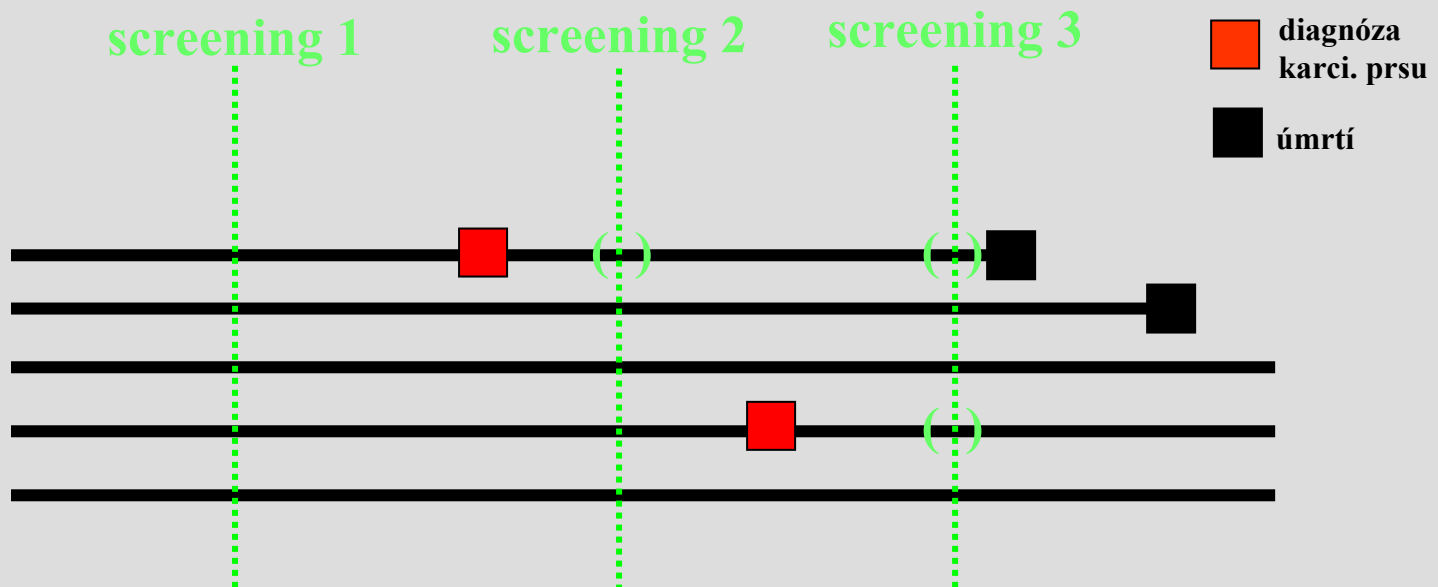 screening 1
screening 2
screening 3
diagnóza
karci. prsu
úmrtí
( )
( )
( )